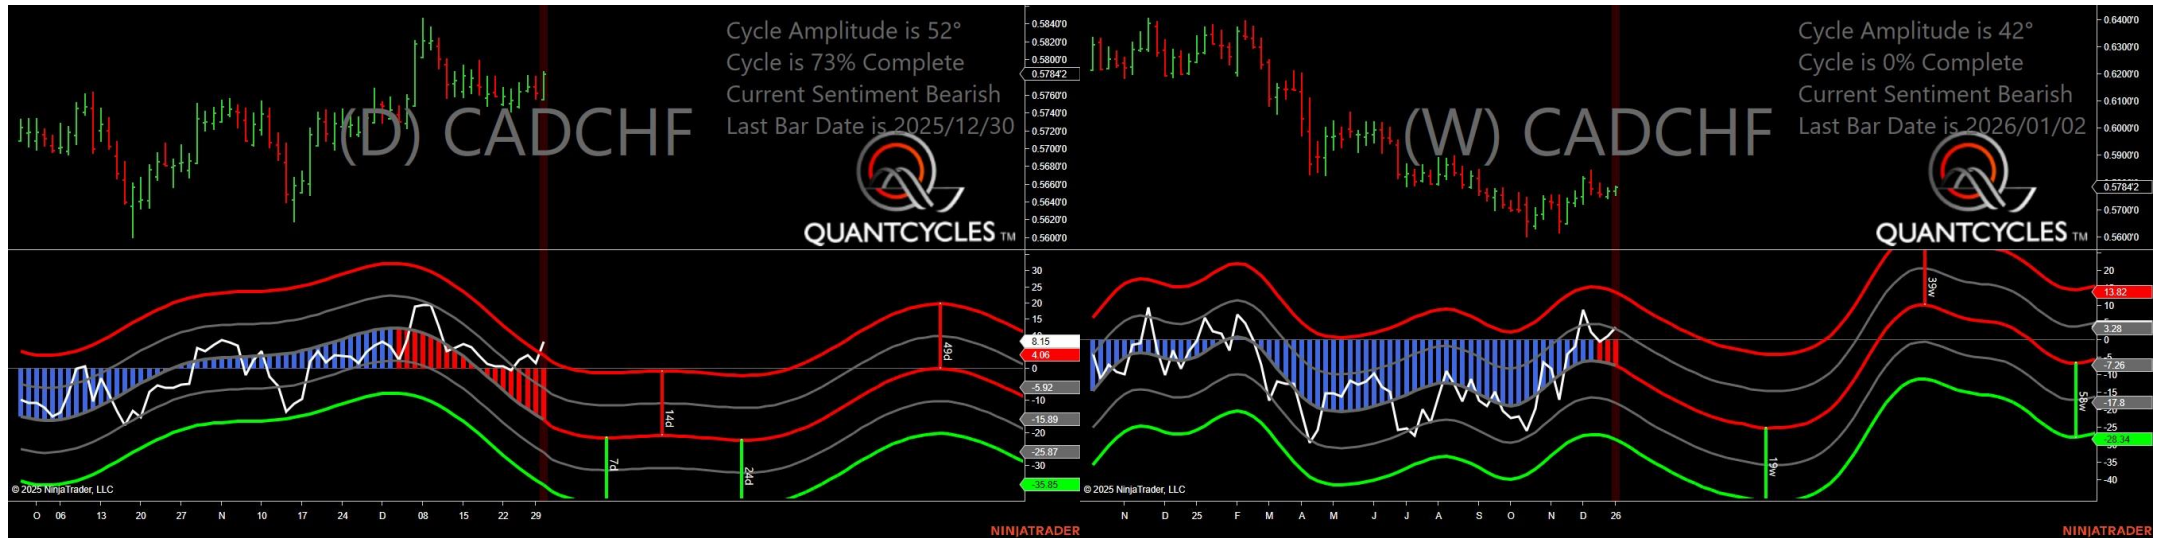 Cycle Amplitude is 52°
Cycle is 73% Complete
Current Sentiment Bearish
Last Bar Date is 2025/12/30
(D) CADCHF
QUANTCYCLES TM
0.5840'0
0.5820'0
0.5800'0
0.5784'2
0.5760'0
0.5740'0
0.5720'0
0.5700'0
0.5680'0
0.5660'0
0.5640'0
0.5620'0
0.5600'0
30
25
20
15
8.15
4.06
0
-5.92
-10
-15.89
-20
-25.87
-30
-35.85
7d
14d
24d
49d
© 2025 NinjaTrader, LLC
O 06 13 20 27 N 10 17 24 D 08 15 22 29
NINJATRADER
Cycle Amplitude is 42°
Cycle is 0% Complete
Current Sentiment Bearish
Last Bar Date is 2026/01/02
(W) CADCHF
QUANTCYCLES TM
0.6400'0
0.6300'0
0.6200'0
0.6100'0
0.6000'0
0.5900'0
0.5784'2
0.5700'0
0.5600'0
20
13.82
10
3.28
0
-5
-7.26
-10
-17.8
-20
-25
-28.34
-35
-40
19w
39w
58w
© 2025 NinjaTrader, LLC
N D 25 F M A M J J A S O N D 26
NINJATRADER